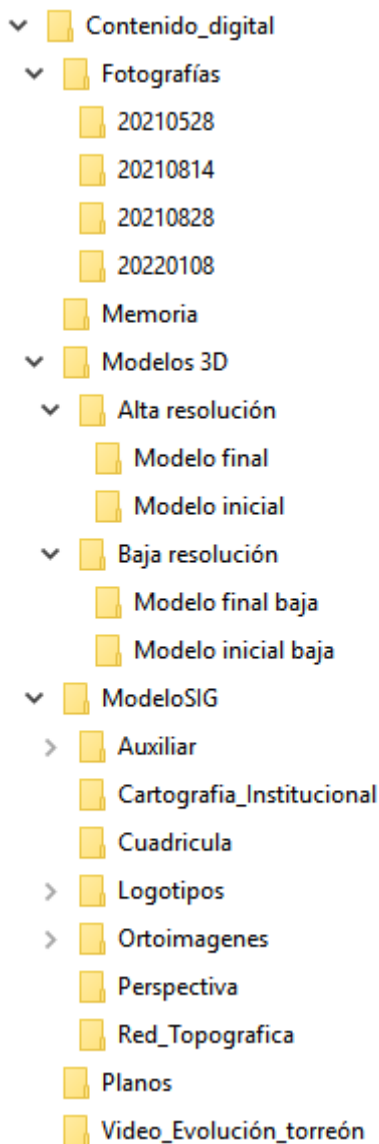 Contenido_digital
Fotografías
20210528
20210814
20210828
20220108
Memoria
Modelos 3D
Alta resolución
Modelo final
Modelo inicial
Baja resolución
Modelo final baja
Modelo inicial baja
ModeloSIG
Auxiliar
Cartografia_Institucional
Cuadricula
Logotipos
Ortoimagenes
Perspectiva
Red_Topografica
Planos
Video_Evolución_torreón